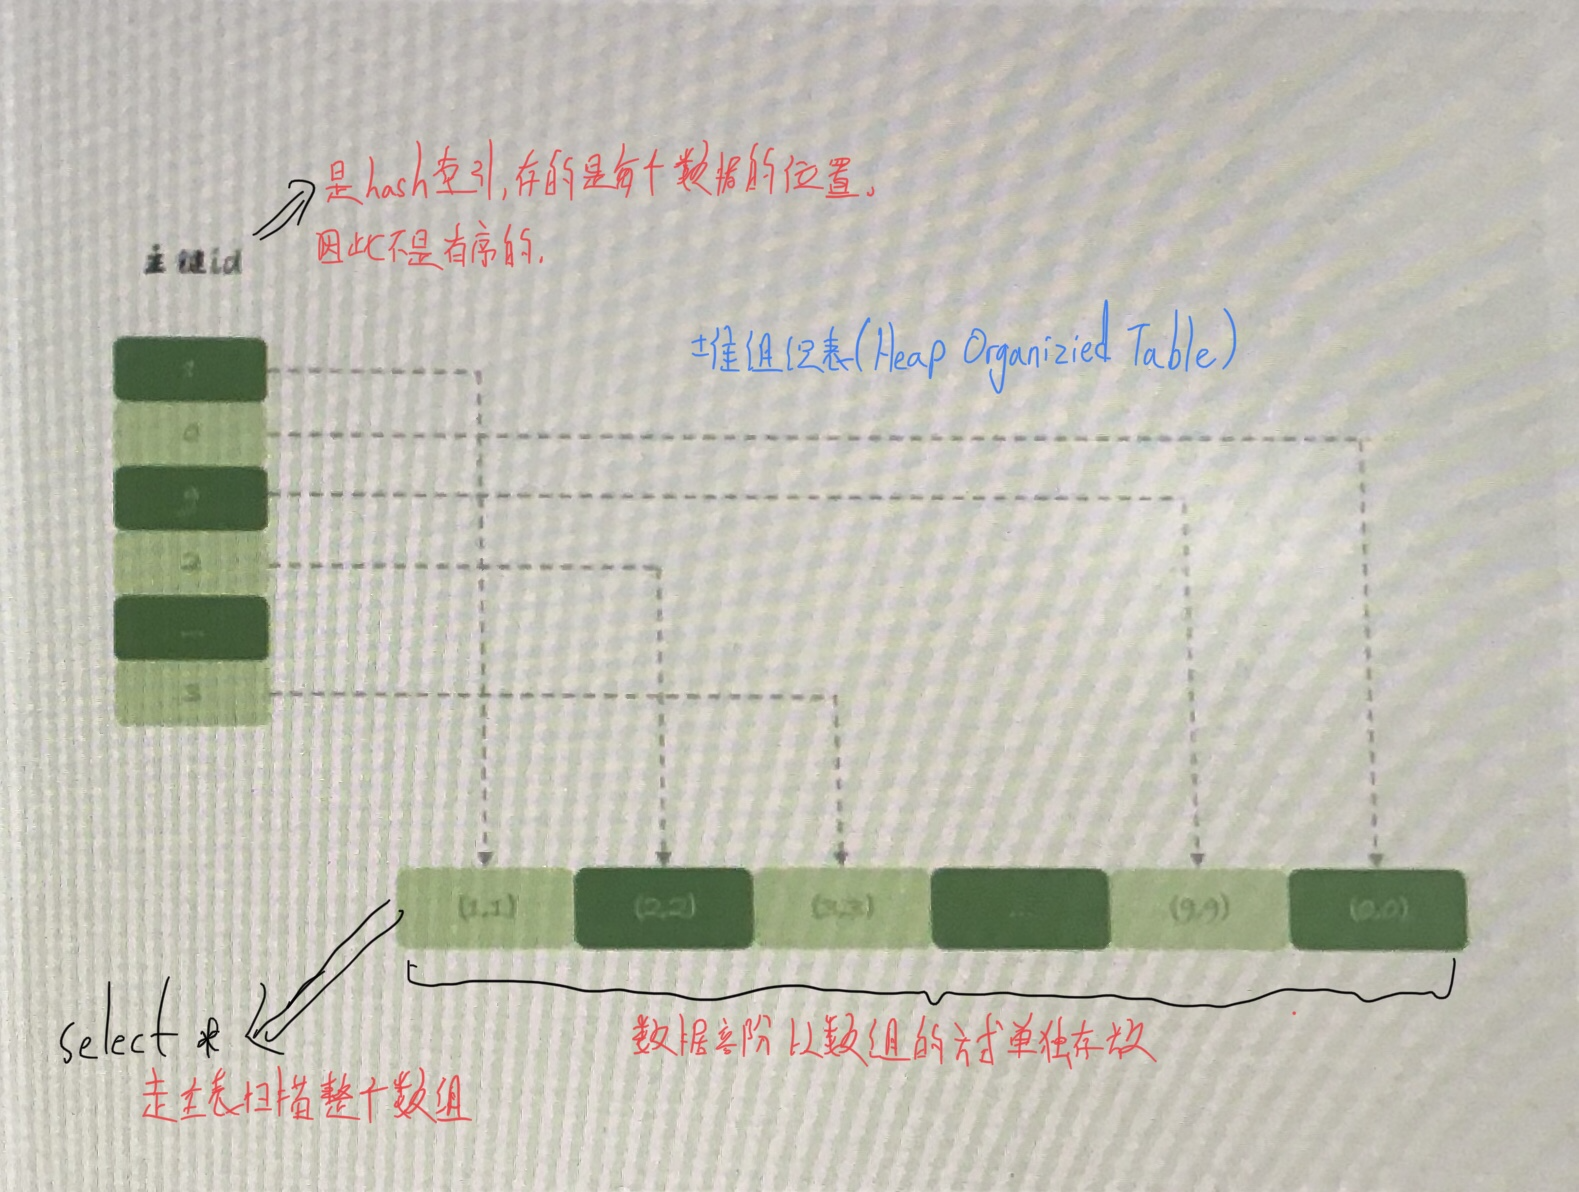 是hash索引,存的是每个数据的位置。
因此不是有序的.
主键id
堆组织表(Heap Organizied Table)
1
0
9
2
...
3
(1,1)
(2,2)
(3,3)
...
(9,9)
(0,0)
select *
走主表扫描整个数组
数据部分以数组的方式单独存放